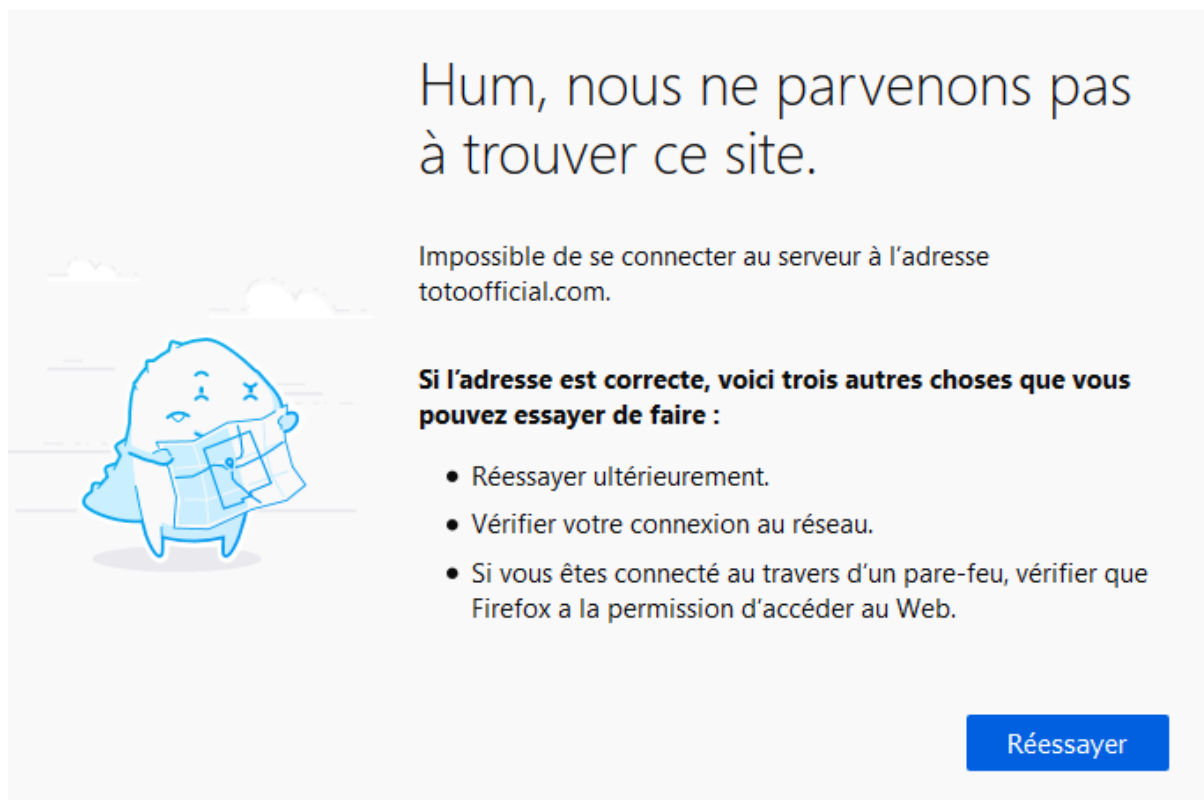 Hum, nous ne parvenons pas
à trouver ce site.
Impossible de se connecter au serveur à l’adresse
totoofficial.com.
Si l’adresse est correcte, voici trois autres choses que vous
pouvez essayer de faire :
• Réessayer ultérieurement.
• Vérifier votre connexion au réseau.
• Si vous êtes connecté au travers d’un pare-feu, vérifier que
Firefox a la permission d’accéder au Web.
Réessayer